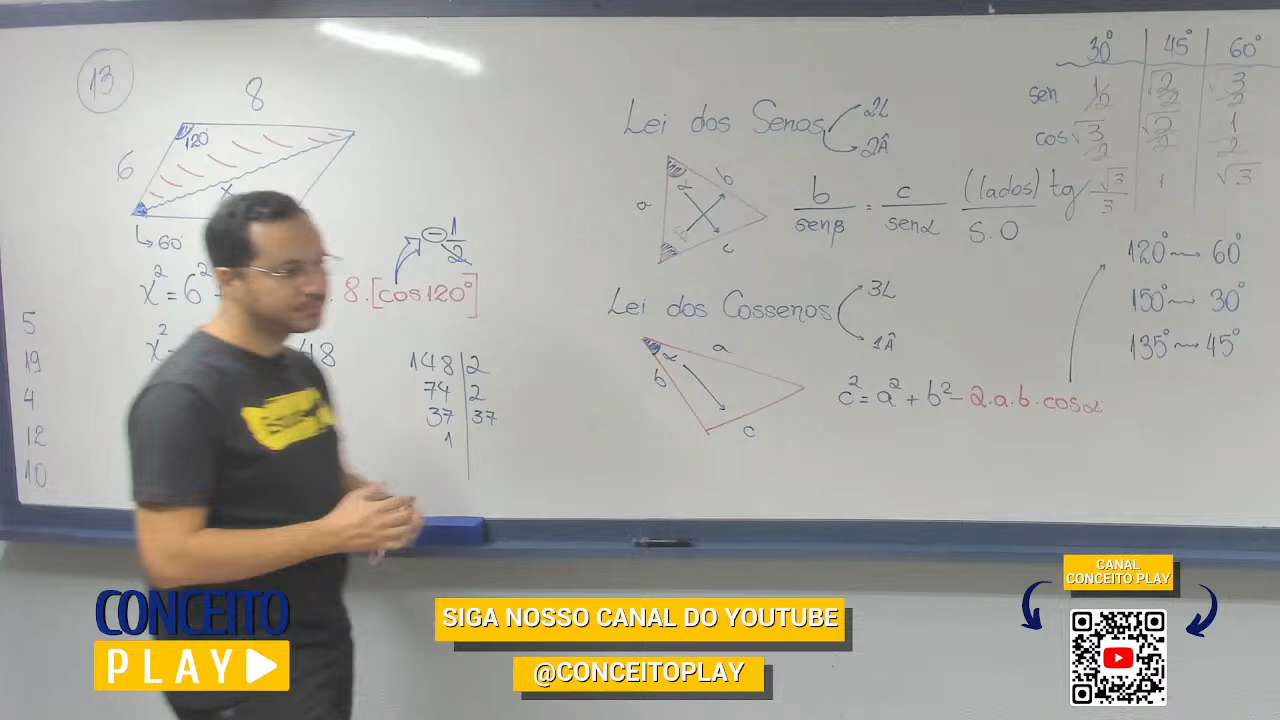 13
8
120°
6
x
↳ 60°
⊖ 1/2
x² = 6²
. 8 . [cos 120°]
x²
48
5
19
4
12
10
148 | 2
74 | 2
37 | 37
1
Lei dos Senos
2L
2Â
a
α
b
c
b/senβ = c/senα
(lados)
S.O
30° 45° 60°
sen 1/2 √2/2 √3/2
cos √3/2 √2/2 1/2
tg √3/3 1 √3
120° 60°
150° 30°
135° 45°
Lei dos Cossenos
3L
1Â
α
a
b
c
c² = a² + b² - 2.a.b.cosα
CONCEITO
PLAY
SIGA NOSSO CANAL DO YOUTUBE
@CONCEITOPLAY
CANAL
CONCEITO PLAY